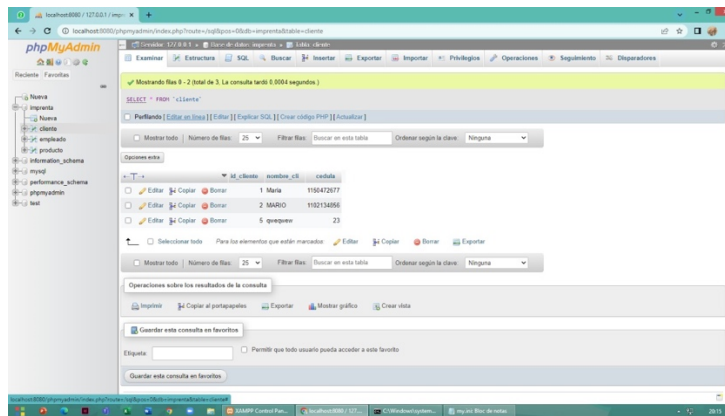 localhost:8080 / 127.0.0.1 / impr
localhost:8080/phpmyadmin/index.php?route=/sql&pos=0&db=imprenta&table=cliente
phpMyAdmin
Reciente Favoritas
Nueva
imprenta
Nueva
cliente
empleado
producto
information_schema
mysql
performance_schema
phpmyadmin
test
Servidor: 127.0.0.1 » Base de datos: imprenta » Tabla: cliente
Examinar Estructura SQL Buscar Insertar Exportar Importar Privilegios Operaciones Seguimiento Disparadores
Mostrando filas 0 - 2 (total de 3, La consulta tardó 0,0004 segundos.)
SELECT * FROM `cliente`
Perfilando [ Editar en línea ] [ Editar ] [ Explicar SQL ] [ Crear código PHP ] [ Actualizar ]
Mostrar todo Número de filas: 25 Filtrar filas: Buscar en esta tabla Ordenar según la clave: Ninguna
Opciones extra
id_cliente nombre_cli cedula
Editar Copiar Borrar 1 Maria 1150472677
Editar Copiar Borrar 2 MARIO 1102134056
Editar Copiar Borrar 5 qweqwew 23
Seleccionar todo Para los elementos que están marcados: Editar Copiar Borrar Exportar
Mostrar todo Número de filas: 25 Filtrar filas: Buscar en esta tabla Ordenar según la clave: Ninguna
Operaciones sobre los resultados de la consulta
Imprimir Copiar al portapapeles Exportar Mostrar gráfico Crear vista
Guardar esta consulta en favoritos
Etiqueta: Permitir que todo usuario pueda acceder a este favorito
Guardar esta consulta en favoritos
localhost:8080/phpmyadmin/index.php?route=/sql&pos=0&db=imprenta&table=cliente#
XAMPP Control Pan... localhost:8080 / 127... C:\Windows\system... my.ini: Bloc de notas